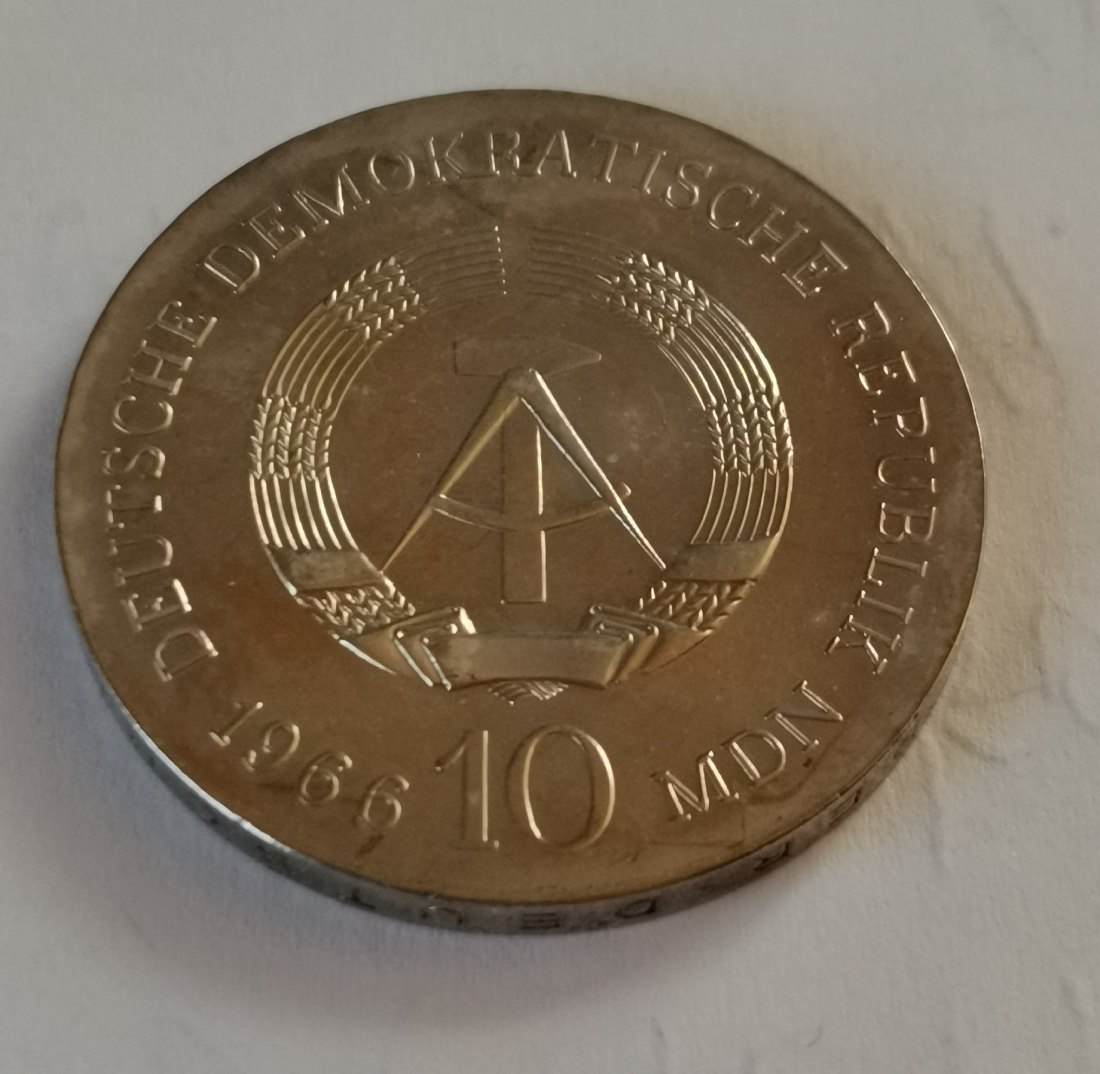 DEUTSCHE DEMOKRATISCHE REPUBLIK
1966 10 MDN